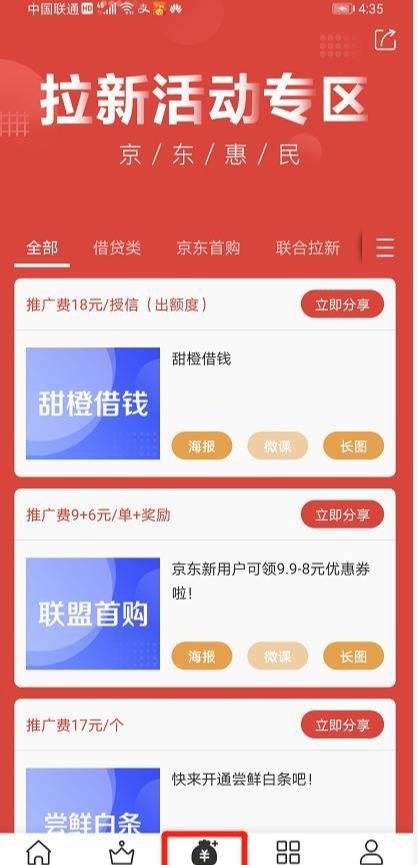 中国联通 HD 4:35
拉新活动专区
京/东/惠/民
全部 借贷类 京东首购 联合拉新
推广费18元/授信（出额度） 立即分享
甜橙借钱
甜橙借钱
海报 微课 长图
推广费9+6元/单+奖励 立即分享
联盟首购
京东新用户可领9.9-8元优惠券
啦！
海报 微课 长图
推广费17元/个 立即分享
尝鲜白条
快来开通尝鲜白条吧！